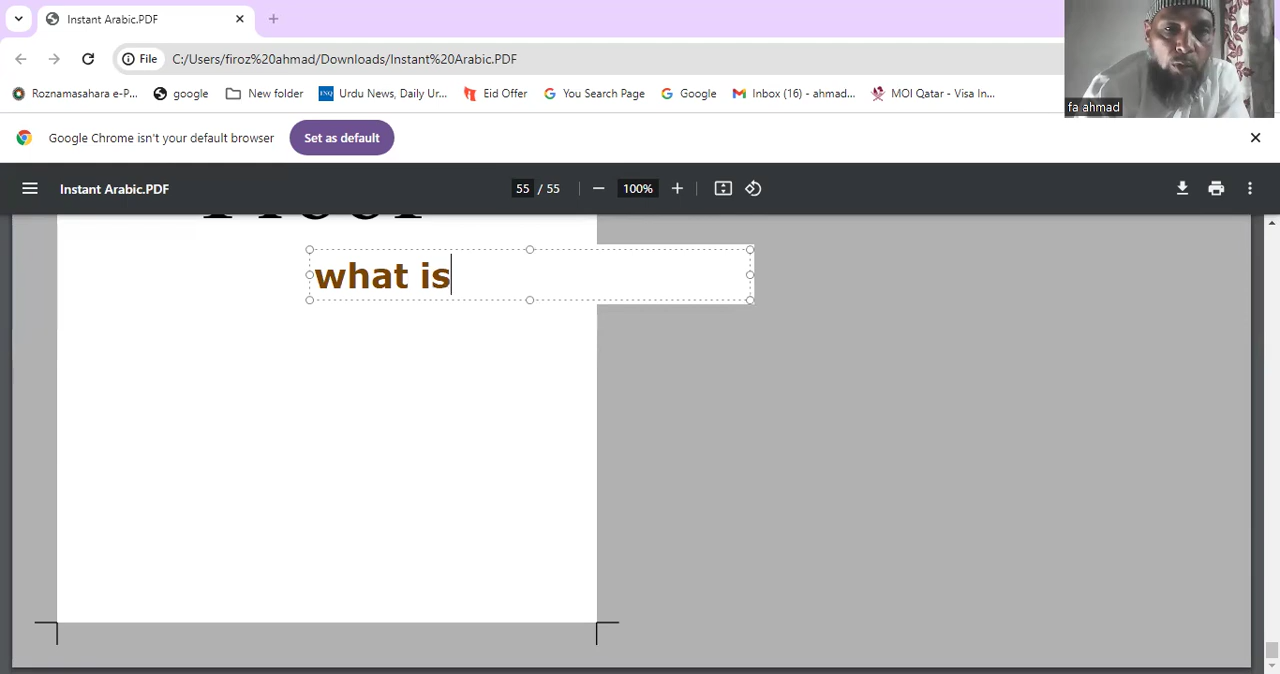 Instant Arabic.PDF
File
C:/Users/firoz%20ahmad/Downloads/Instant%20Arabic.PDF
Roznamasahara e-P... google New folder ENQ Urdu News, Daily Ur... Eid Offer You Search Page Google Inbox (16) - ahmad... MOI Qatar - Visa In...
fa ahmad
Google Chrome isn't your default browser Set as default
Instant Arabic.PDF 55 / 55 100%
what is